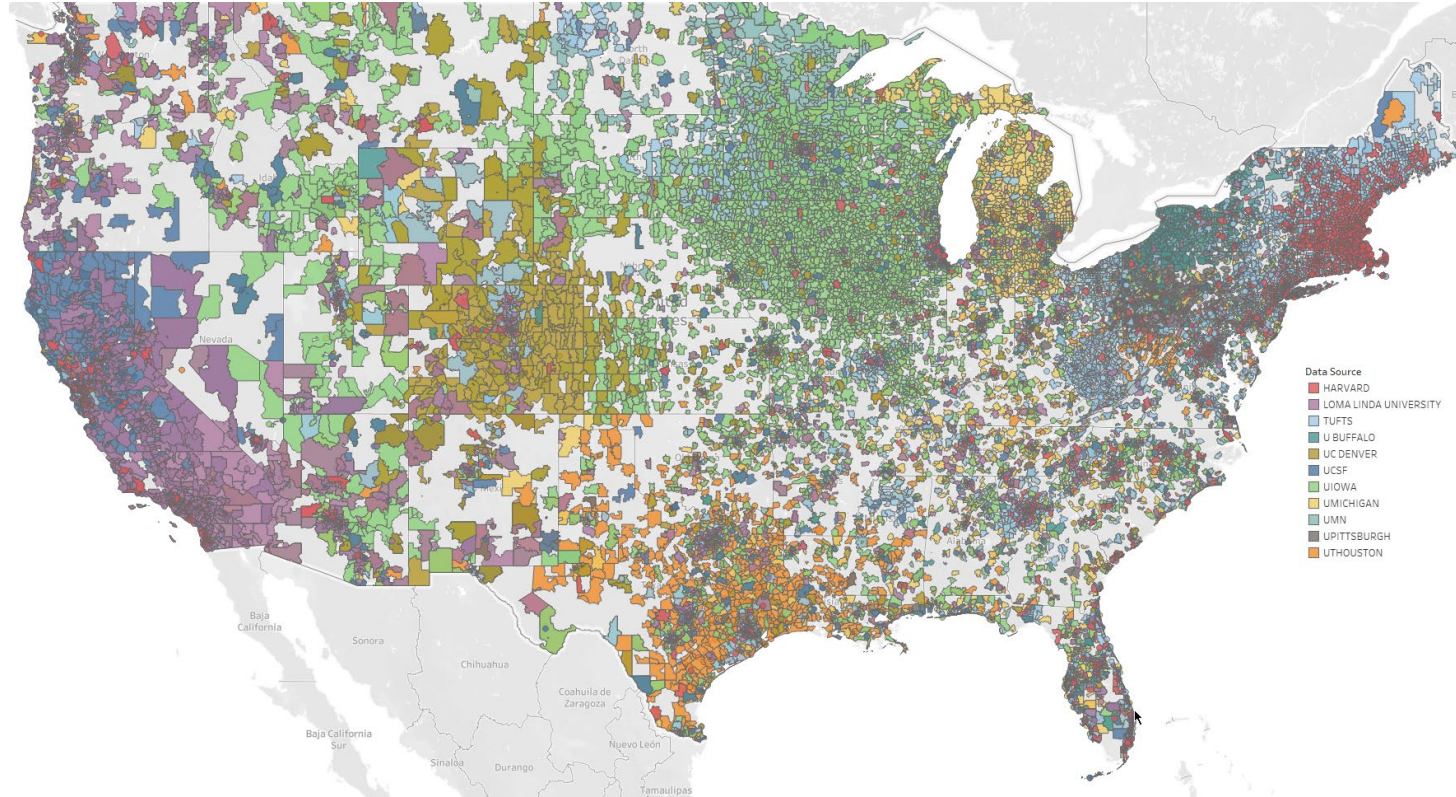 Nevada
Baja
California
Sonora
Chihuahua
Coahuila de
Zaragoza
Baja California
Sur
Nuevo León
Sinaloa
Durango
Tamaulipas
Alabama
Data Source
HARVARD
LOMA LINDA UNIVERSITY
TUFTS
U BUFFALO
UC DENVER
UCSF
UIOWA
UMICHIGAN
UMN
UPITTSBURGH
UTHOUSTON